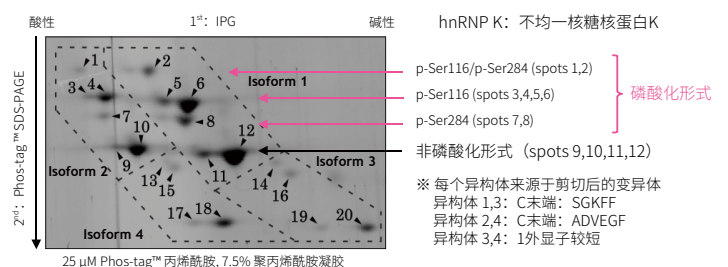 酸性
1st：IPG
碱性
hnRNP K：不均一核糖核蛋白K
2nd：Phos-tag™ SDS-PAGE
1
2
3
4
5
6
7
8
9
10
11
12
13
14
15
16
17
18
19
20
Isoform 1
Isoform 2
Isoform 3
Isoform 4
p-Ser116/p-Ser284 (spots 1,2)
p-Ser116 (spots 3,4,5,6)
p-Ser284 (spots 7,8)
磷酸化形式
非磷酸化形式（spots 9,10,11,12）
※ 每个异构体来源于剪切后的变异体
异构体 1,3：C末端：SGKFF
异构体 2,4：C末端：ADVEGF
异构体 3,4：1外显子较短
25 μM Phos-tag™ 丙烯酰胺, 7.5% 聚丙烯酰胺凝胶